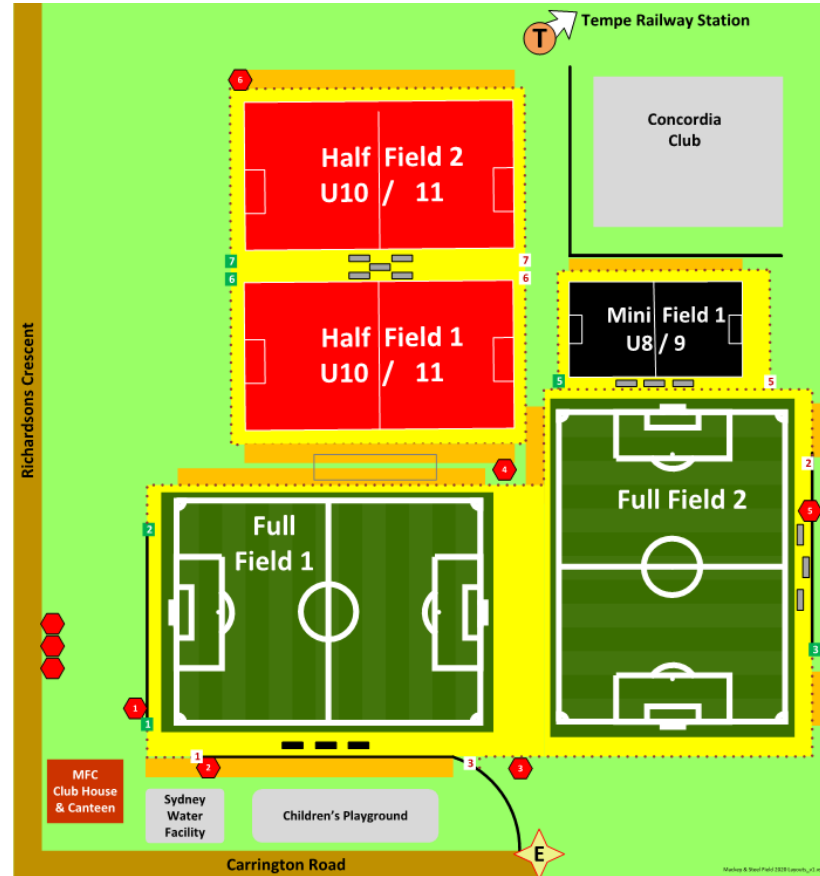 T
Tempe Railway Station
6
Concordia
Club
Half Field 2
U10 / 11
7
7
6
6
Half Field 1
U10 / 11
Mini Field 1
U8 / 9
5
5
Richardsons Crescent
4
2
5
Full Field 2
2
Full
Field 1
3
1
1
1
3
2
3
MFC
Club House
& Canteen
Sydney
Water
Facility
Children's Playground
E
Carrington Road